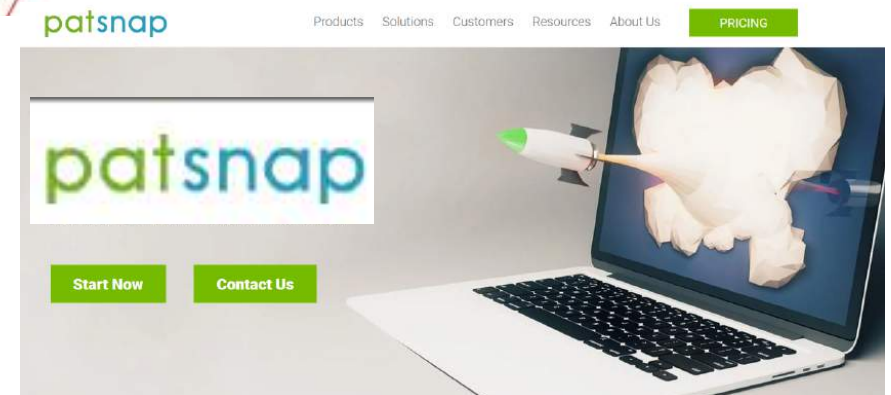 patsnap
Products Solutions Customers Resources About Us PRICING
patsnap
Start Now Contact Us